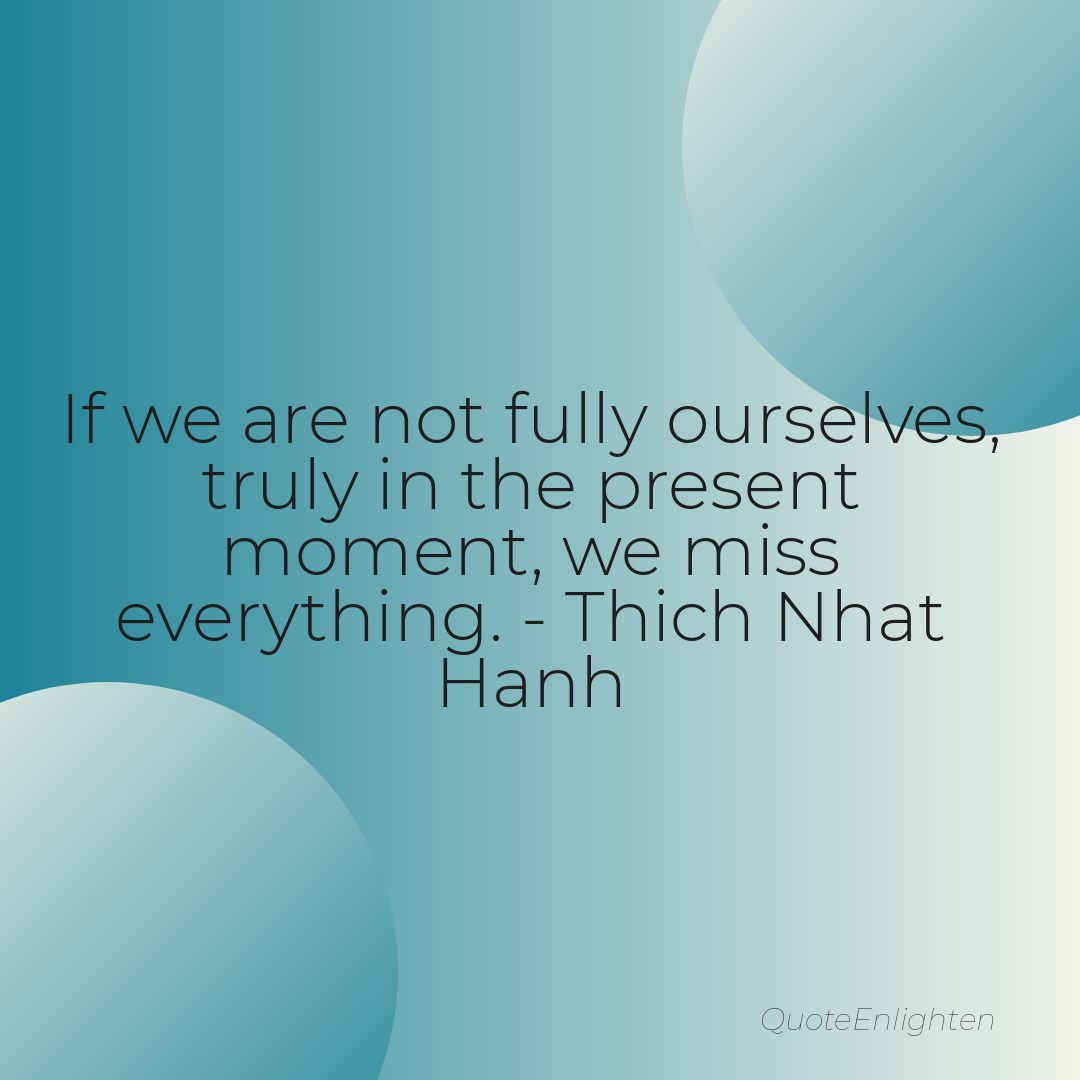 If we are not fully ourselves,
truly in the present
moment, we miss
everything. - Thich Nhat
Hanh
QuoteEnlighten